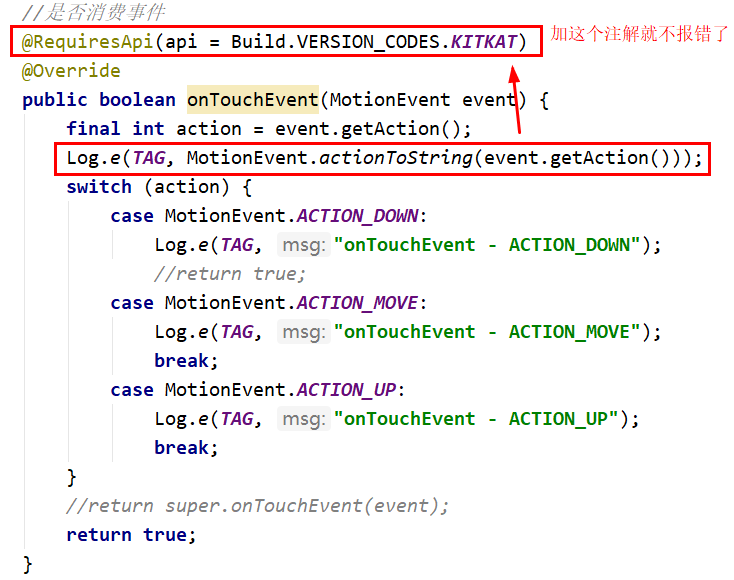 //是否消费事件
@RequiresApi(api = Build.VERSION_CODES.KITKAT) 加这个注解就不报错了
@Override
public boolean onTouchEvent(MotionEvent event) {
    final int action = event.getAction();
    Log.e(TAG, MotionEvent.actionToString(event.getAction()));
    switch (action) {
        case MotionEvent.ACTION_DOWN:
            Log.e(TAG, msg: "onTouchEvent - ACTION_DOWN");
            //return true;
        case MotionEvent.ACTION_MOVE:
            Log.e(TAG, msg: "onTouchEvent - ACTION_MOVE");
            break;
        case MotionEvent.ACTION_UP:
            Log.e(TAG, msg: "onTouchEvent - ACTION_UP");
            break;
    }
    //return super.onTouchEvent(event);
    return true;
}